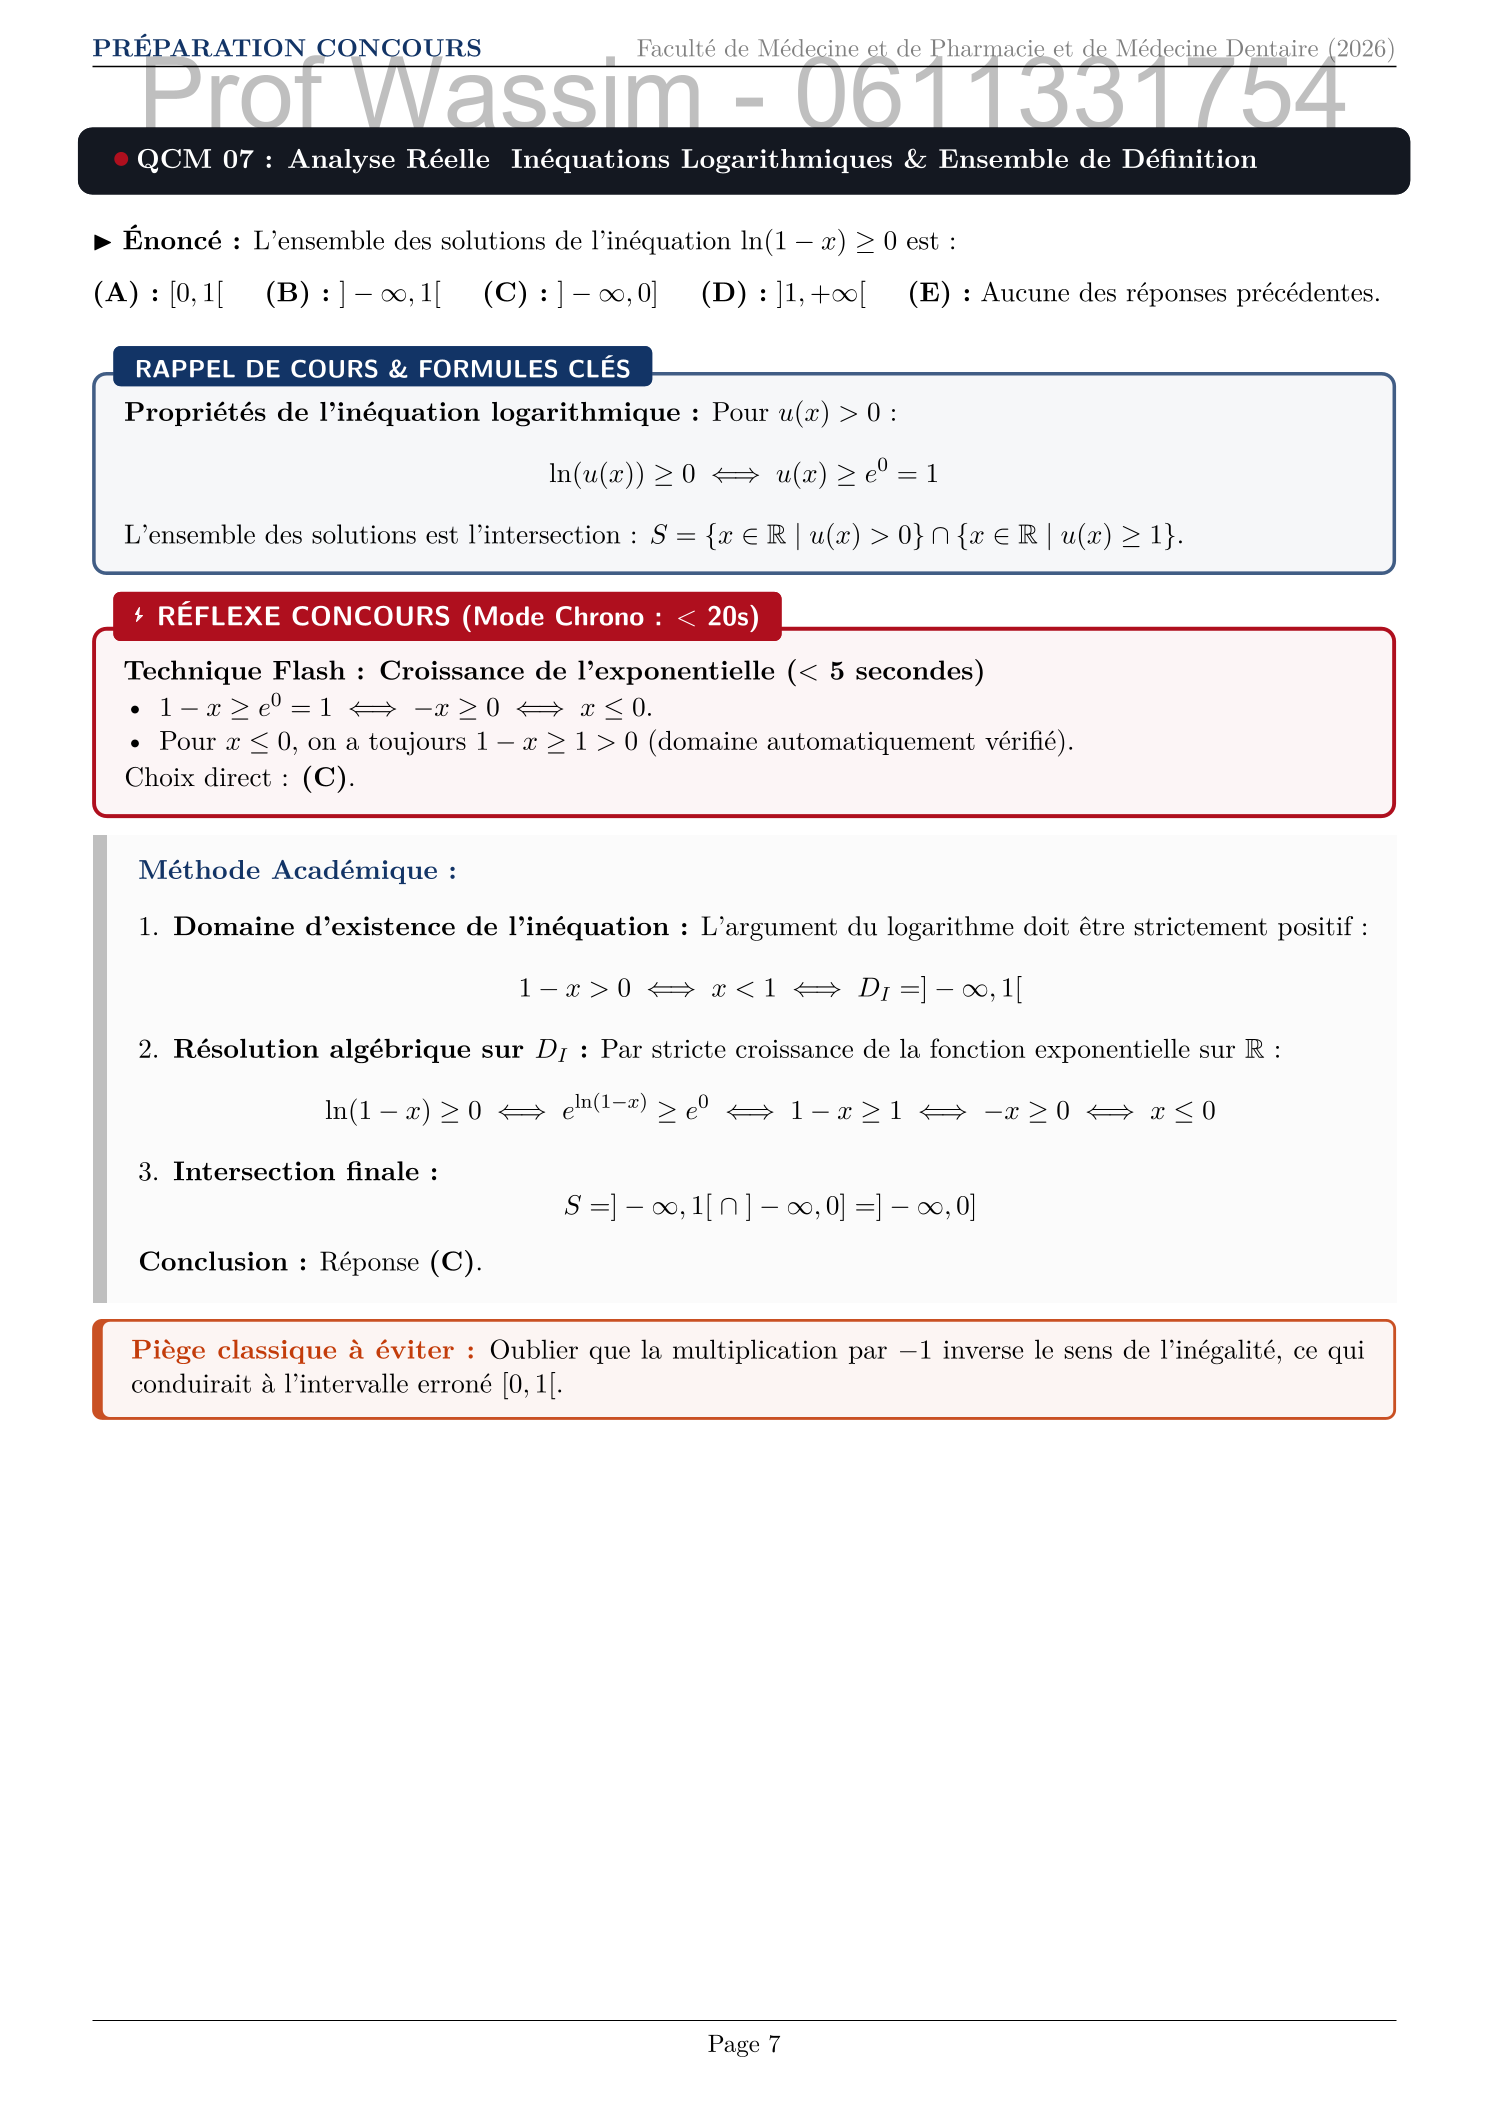 PRÉPARATION CONCOURS Faculté de Médecine et de Pharmacie et de Médecine Dentaire (2026)
Prof Wassim - 0611331754
QCM 07 : Analyse Réelle Inéquations Logarithmiques & Ensemble de Définition
► Énoncé : L'ensemble des solutions de l'inéquation ln(1 − x) ≥ 0 est :
(A) : [0, 1[ (B) : ] − ∞, 1[ (C) : ] − ∞, 0] (D) : ]1, +∞[ (E) : Aucune des réponses précédentes.
RAPPEL DE COURS & FORMULES CLÉS
Propriétés de l'inéquation logarithmique : Pour u(x) > 0 :
ln(u(x)) ≥ 0 ⟺ u(x) ≥ e⁰ = 1
L'ensemble des solutions est l'intersection : S = {x ∈ ℝ | u(x) > 0} ∩ {x ∈ ℝ | u(x) ≥ 1}.
RÉFLEXE CONCOURS (Mode Chrono : < 20s)
Technique Flash : Croissance de l'exponentielle (< 5 secondes)
• 1 − x ≥ e⁰ = 1 ⟺ −x ≥ 0 ⟺ x ≤ 0.
• Pour x ≤ 0, on a toujours 1 − x ≥ 1 > 0 (domaine automatiquement vérifié).
Choix direct : (C).
Méthode Académique :
1. Domaine d'existence de l'inéquation : L'argument du logarithme doit être strictement positif :
1 − x > 0 ⟺ x < 1 ⟺ D_I =] − ∞, 1[
2. Résolution algébrique sur D_I : Par stricte croissance de la fonction exponentielle sur ℝ :
ln(1 − x) ≥ 0 ⟺ e^{ln(1−x)} ≥ e⁰ ⟺ 1 − x ≥ 1 ⟺ −x ≥ 0 ⟺ x ≤ 0
3. Intersection finale :
S =] − ∞, 1[ ∩ ] − ∞, 0] =] − ∞, 0]
Conclusion : Réponse (C).
Piège classique à éviter : Oublier que la multiplication par −1 inverse le sens de l'inégalité, ce qui
conduirait à l'intervalle erroné [0, 1[.
Page 7